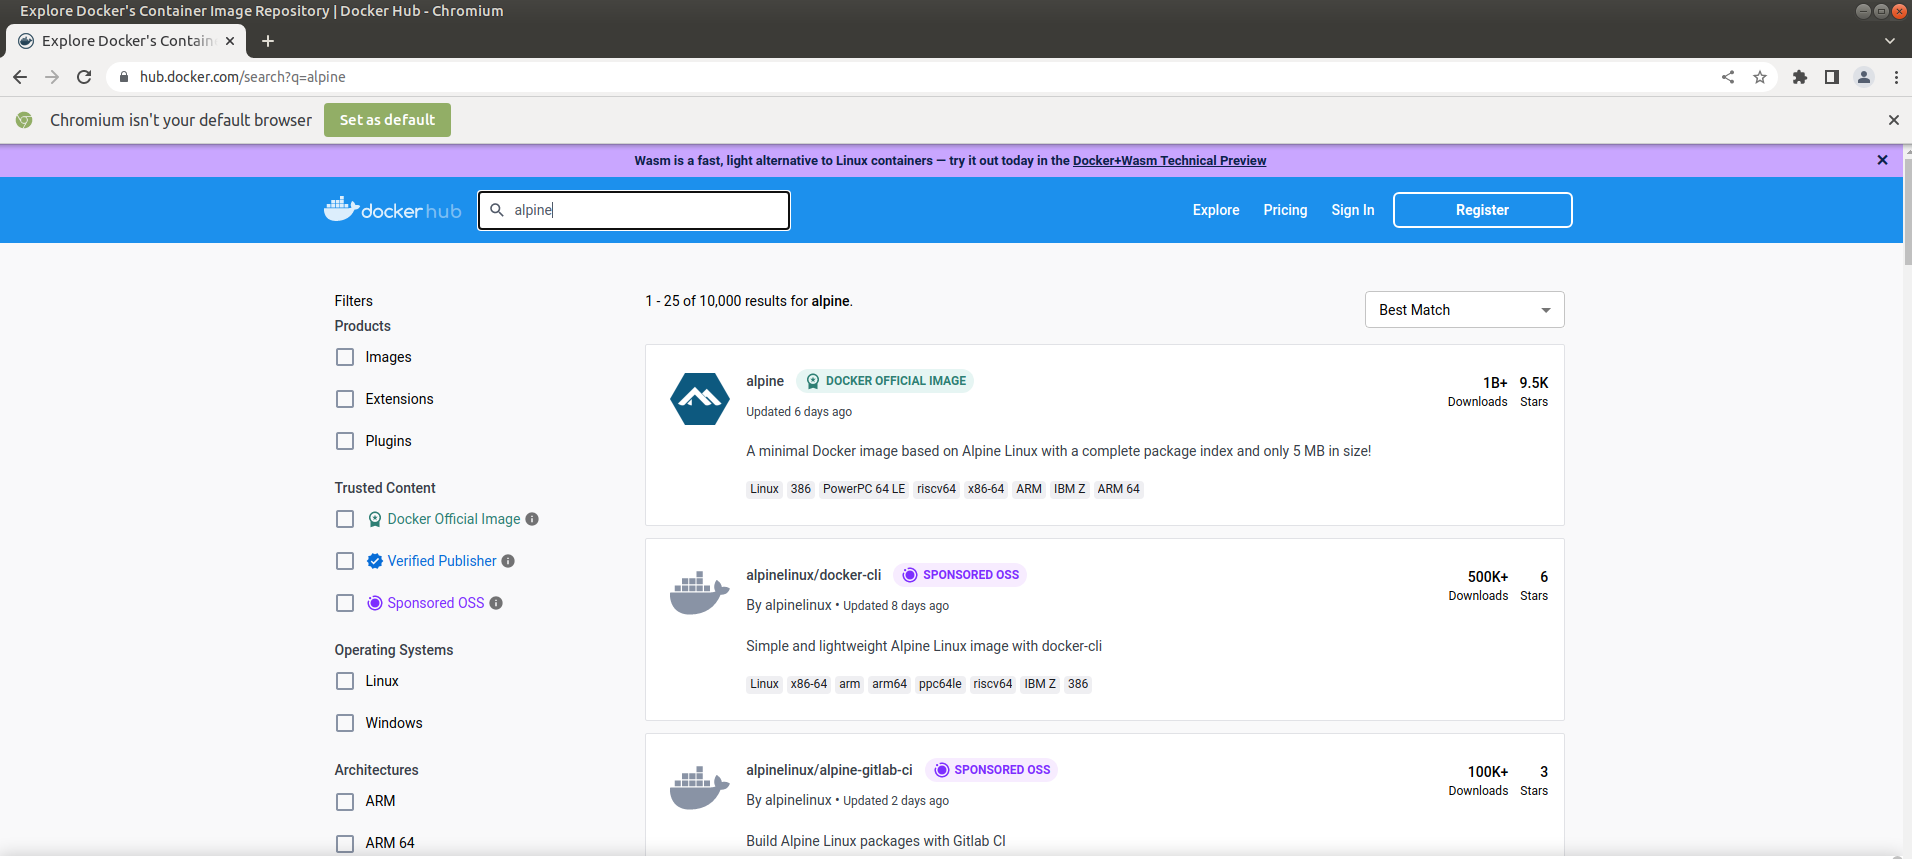 Explore Docker's Container Image Repository | Docker Hub - Chromium
Explore Docker's Contain
hub.docker.com/search?q=alpine
Chromium isn't your default browser Set as default
Wasm is a fast, light alternative to Linux containers — try it out today in the Docker+Wasm Technical Preview
docker hub alpine Explore Pricing Sign In Register
Filters
Products
Images
Extensions
Plugins
Trusted Content
Docker Official Image
Verified Publisher
Sponsored OSS
Operating Systems
Linux
Windows
Architectures
ARM
ARM 64
1 - 25 of 10,000 results for alpine.
Best Match
alpine DOCKER OFFICIAL IMAGE
Updated 6 days ago
1B+ 9.5K
Downloads Stars
A minimal Docker image based on Alpine Linux with a complete package index and only 5 MB in size!
Linux 386 PowerPC 64 LE riscv64 x86-64 ARM IBM Z ARM 64
alpinelinux/docker-cli SPONSORED OSS
By alpinelinux • Updated 8 days ago
500K+ 6
Downloads Stars
Simple and lightweight Alpine Linux image with docker-cli
Linux x86-64 arm arm64 ppc64le riscv64 IBM Z 386
alpinelinux/alpine-gitlab-ci SPONSORED OSS
By alpinelinux • Updated 2 days ago
100K+ 3
Downloads Stars
Build Alpine Linux packages with Gitlab CI